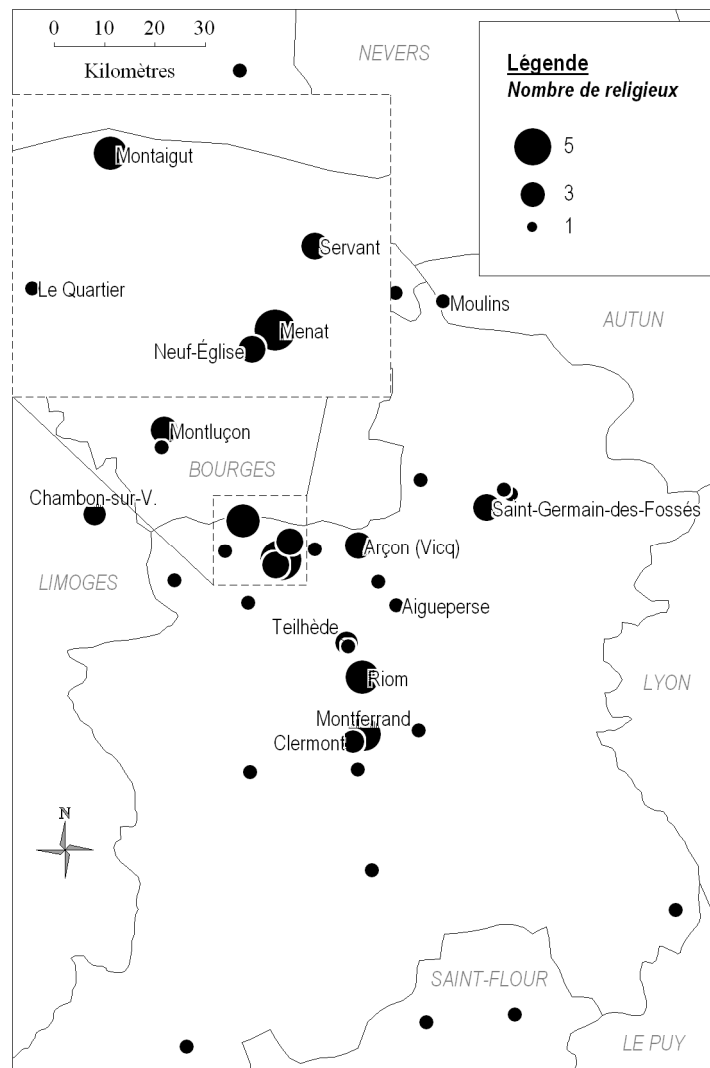 0 10 20 30
Kilomètres
NEVERS
Légende
Nombre de religieux
5
3
1
Montaigut
Servant
Le Quartier
Menat
Neuf-Église
Moulins
AUTUN
Montluçon
BOURGES
Chambon-sur-V.
Saint-Germain-des-Fossés
Arçon (Vicq)
LIMOGES
Aigueperse
Teilhède
Riom
LYON
Montferrand
Clermont
N
SAINT-FLOUR
LE PUY